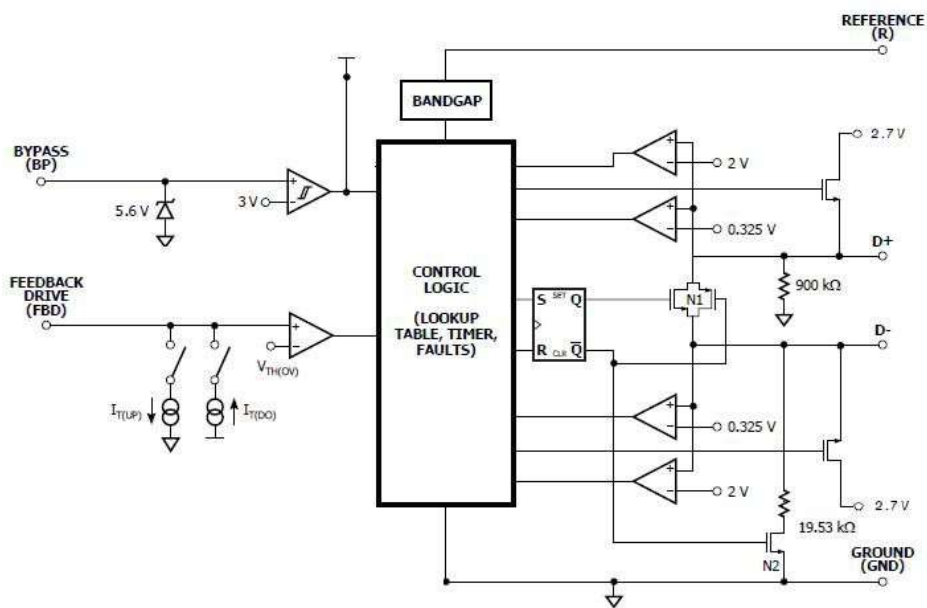 REFERENCE
(R)
BANDGAP
2.7 V
BYPASS
(BP)
+
-
2 V
+
-
3 V
5.6 V
+
-
0.325 V
D+
FEEDBACK
DRIVE
(FBD)
CONTROL
LOGIC
(LOOKUP
TABLE, TIMER,
FAULTS)
900 kΩ
S SET Q
N1
R CLR Q̅
+
-
VTH(OV)
D-
IT(UP)
IT(DO)
+
-
0.325 V
+
-
2 V
2.7 V
19.53 kΩ
N2
GROUND
(GND)